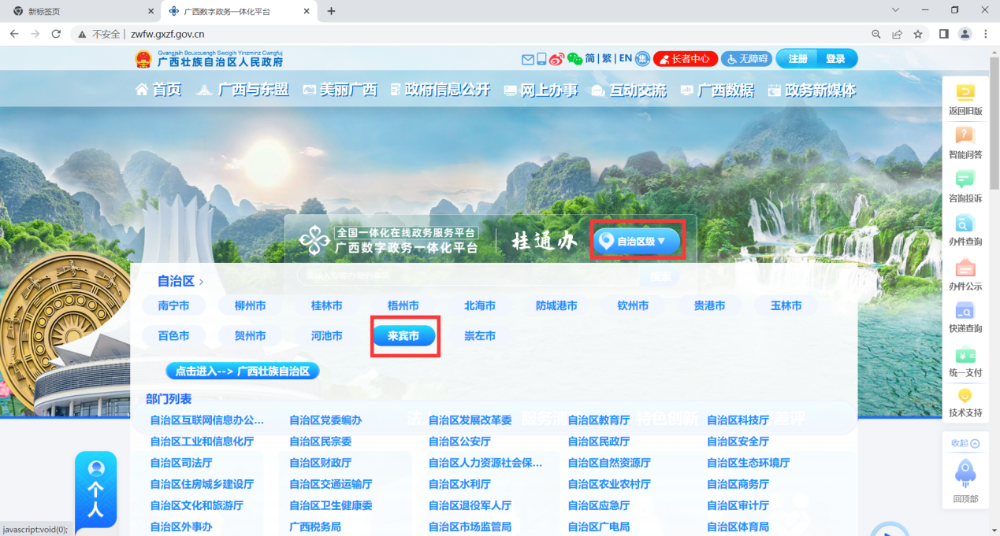 新标签页
广西数字政务一体化平台
不安全 | zwfw.gxzf.gov.cn
Gvangjsih Bouxcuengh Swcigih Yinzminz Cwngfuj
广西壮族自治区人民政府
简 | 繁 | EN 集 长者中心 无障碍 注册 登录
首页 广西与东盟 美丽广西 政府信息公开 网上办事 互动交流 广西数据 政务新媒体
返回旧版
智能问答
咨询投诉
办件查询
办件公示
快递查询
统一支付
技术支持
收起
回顶部
全国一体化在线政务服务平台
广西数字政务一体化平台
桂通办
自治区级
搜索
自治区 >
南宁市 柳州市 桂林市 梧州市 北海市 防城港市 钦州市 贵港市 玉林市
百色市 贺州市 河池市 来宾市 崇左市
点击进入--> 广西壮族自治区
部门列表
自治区互联网信息办公... 自治区党委编办 自治区发展改革委 自治区教育厅 自治区科技厅
自治区工业和信息化厅 自治区民宗委 自治区公安厅 自治区民政厅 自治区安全厅
自治区司法厅 自治区财政厅 自治区人力资源社会保... 自治区自然资源厅 自治区生态环境厅
自治区住房城乡建设厅 自治区交通运输厅 自治区水利厅 自治区农业农村厅 自治区商务厅
自治区文化和旅游厅 自治区卫生健康委 自治区退役军人厅 自治区应急厅 自治区审计厅
自治区外事办 广西税务局 自治区市场监管局 自治区广电局 自治区体育局
特色创新
个人
javascript:void(0);